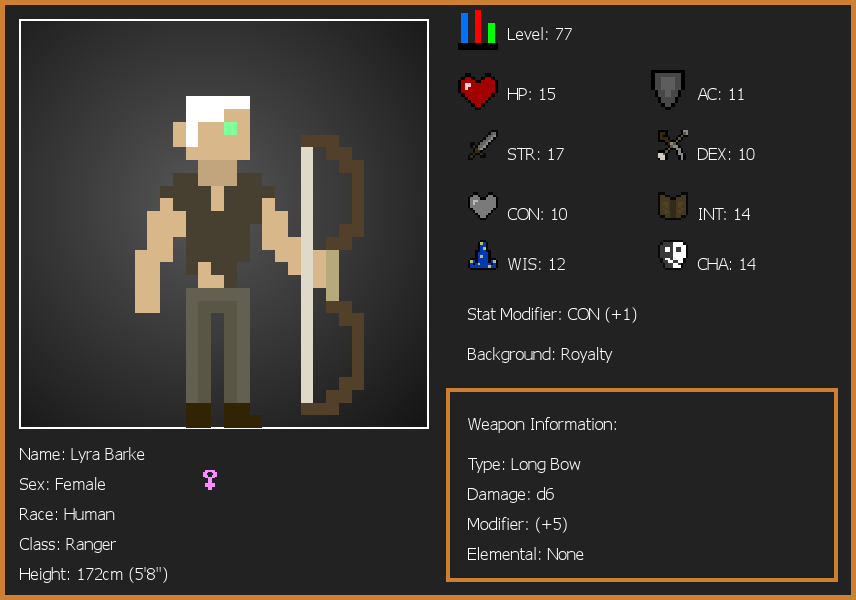 Level: 77
HP: 15
AC: 11
STR: 17
DEX: 10
CON: 10
INT: 14
WIS: 12
CHA: 14
Stat Modifier: CON (+1)
Background: Royalty
Weapon Information:
Type: Long Bow
Damage: d6
Modifier: (+5)
Elemental: None
Name: Lyra Barke
Sex: Female
Race: Human
Class: Ranger
Height: 172cm (5'8")